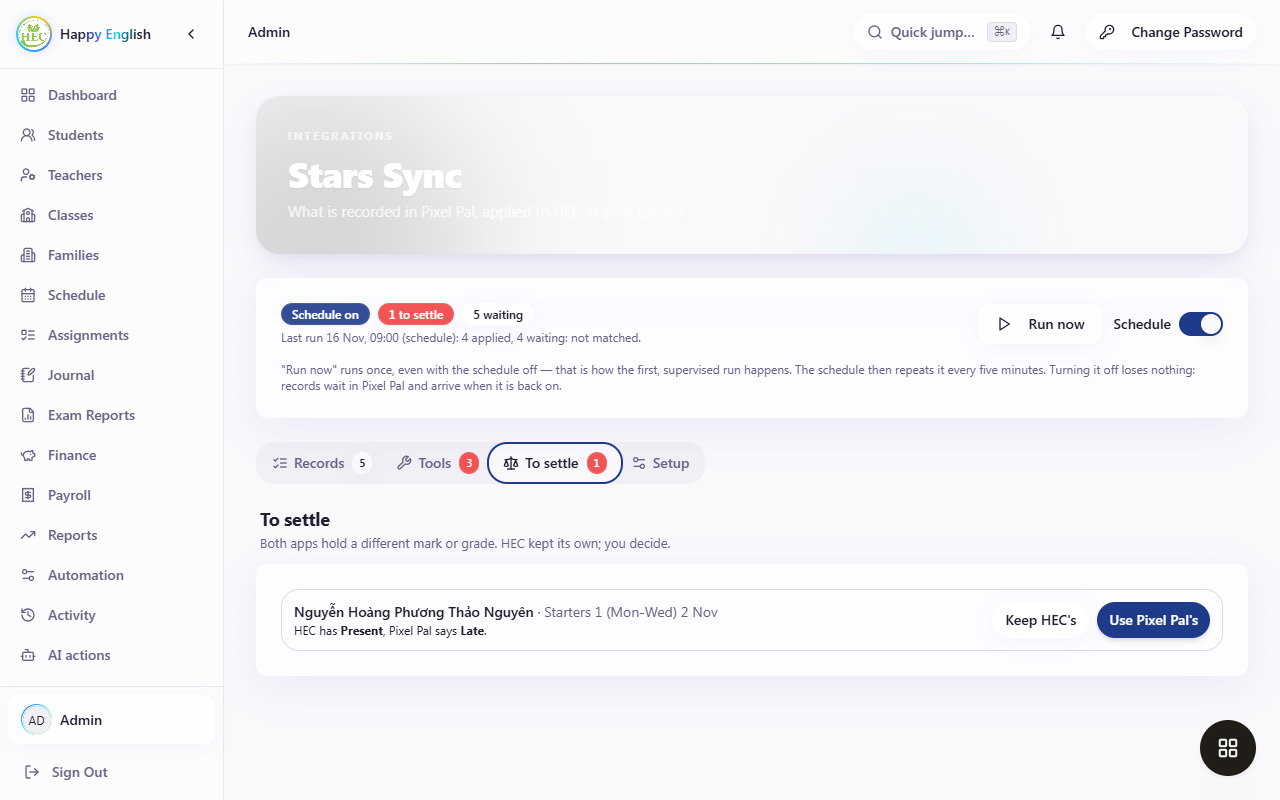 HEC
Happy English
Admin
Quick jump...
⌘K
Change Password
Dashboard
Students
Teachers
Classes
Families
Schedule
Assignments
Journal
Exam Reports
Finance
Payroll
Reports
Automation
Activity
AI actions
AD
Admin
Sign Out
INTEGRATIONS
Stars Sync
What is recorded in Pixel Pal, applied to HEC as your teacher
Schedule on
1 to settle
5 waiting
Last run 16 Nov, 09:00 (schedule): 4 applied, 4 waiting: not matched.
Run now
Schedule
"Run now" runs once, even with the schedule off — that is how the first, supervised run happens. The schedule then repeats it every five minutes. Turning it off loses nothing:
records wait in Pixel Pal and arrive when it is back on.
Records 5
Tools 3
To settle 1
Setup
To settle
Both apps hold a different mark or grade. HEC kept its own; you decide.
Nguyễn Hoàng Phương Thảo Nguyên · Starters 1 (Mon-Wed) 2 Nov
HEC has Present, Pixel Pal says Late.
Keep HEC's
Use Pixel Pal's